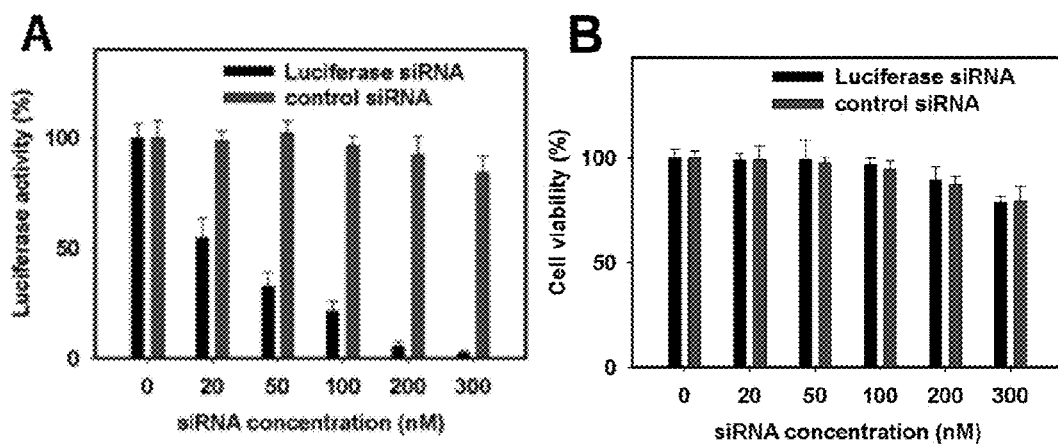 A
Luciferase siRNA
control siRNA
Luciferase activity (%)
100
50
0
0 20 50 100 200 300
siRNA concentration (nM)
B
Luciferase siRNA
control siRNA
Cell viability (%)
100
50
0
0 20 50 100 200 300
siRNA concentration (nM)